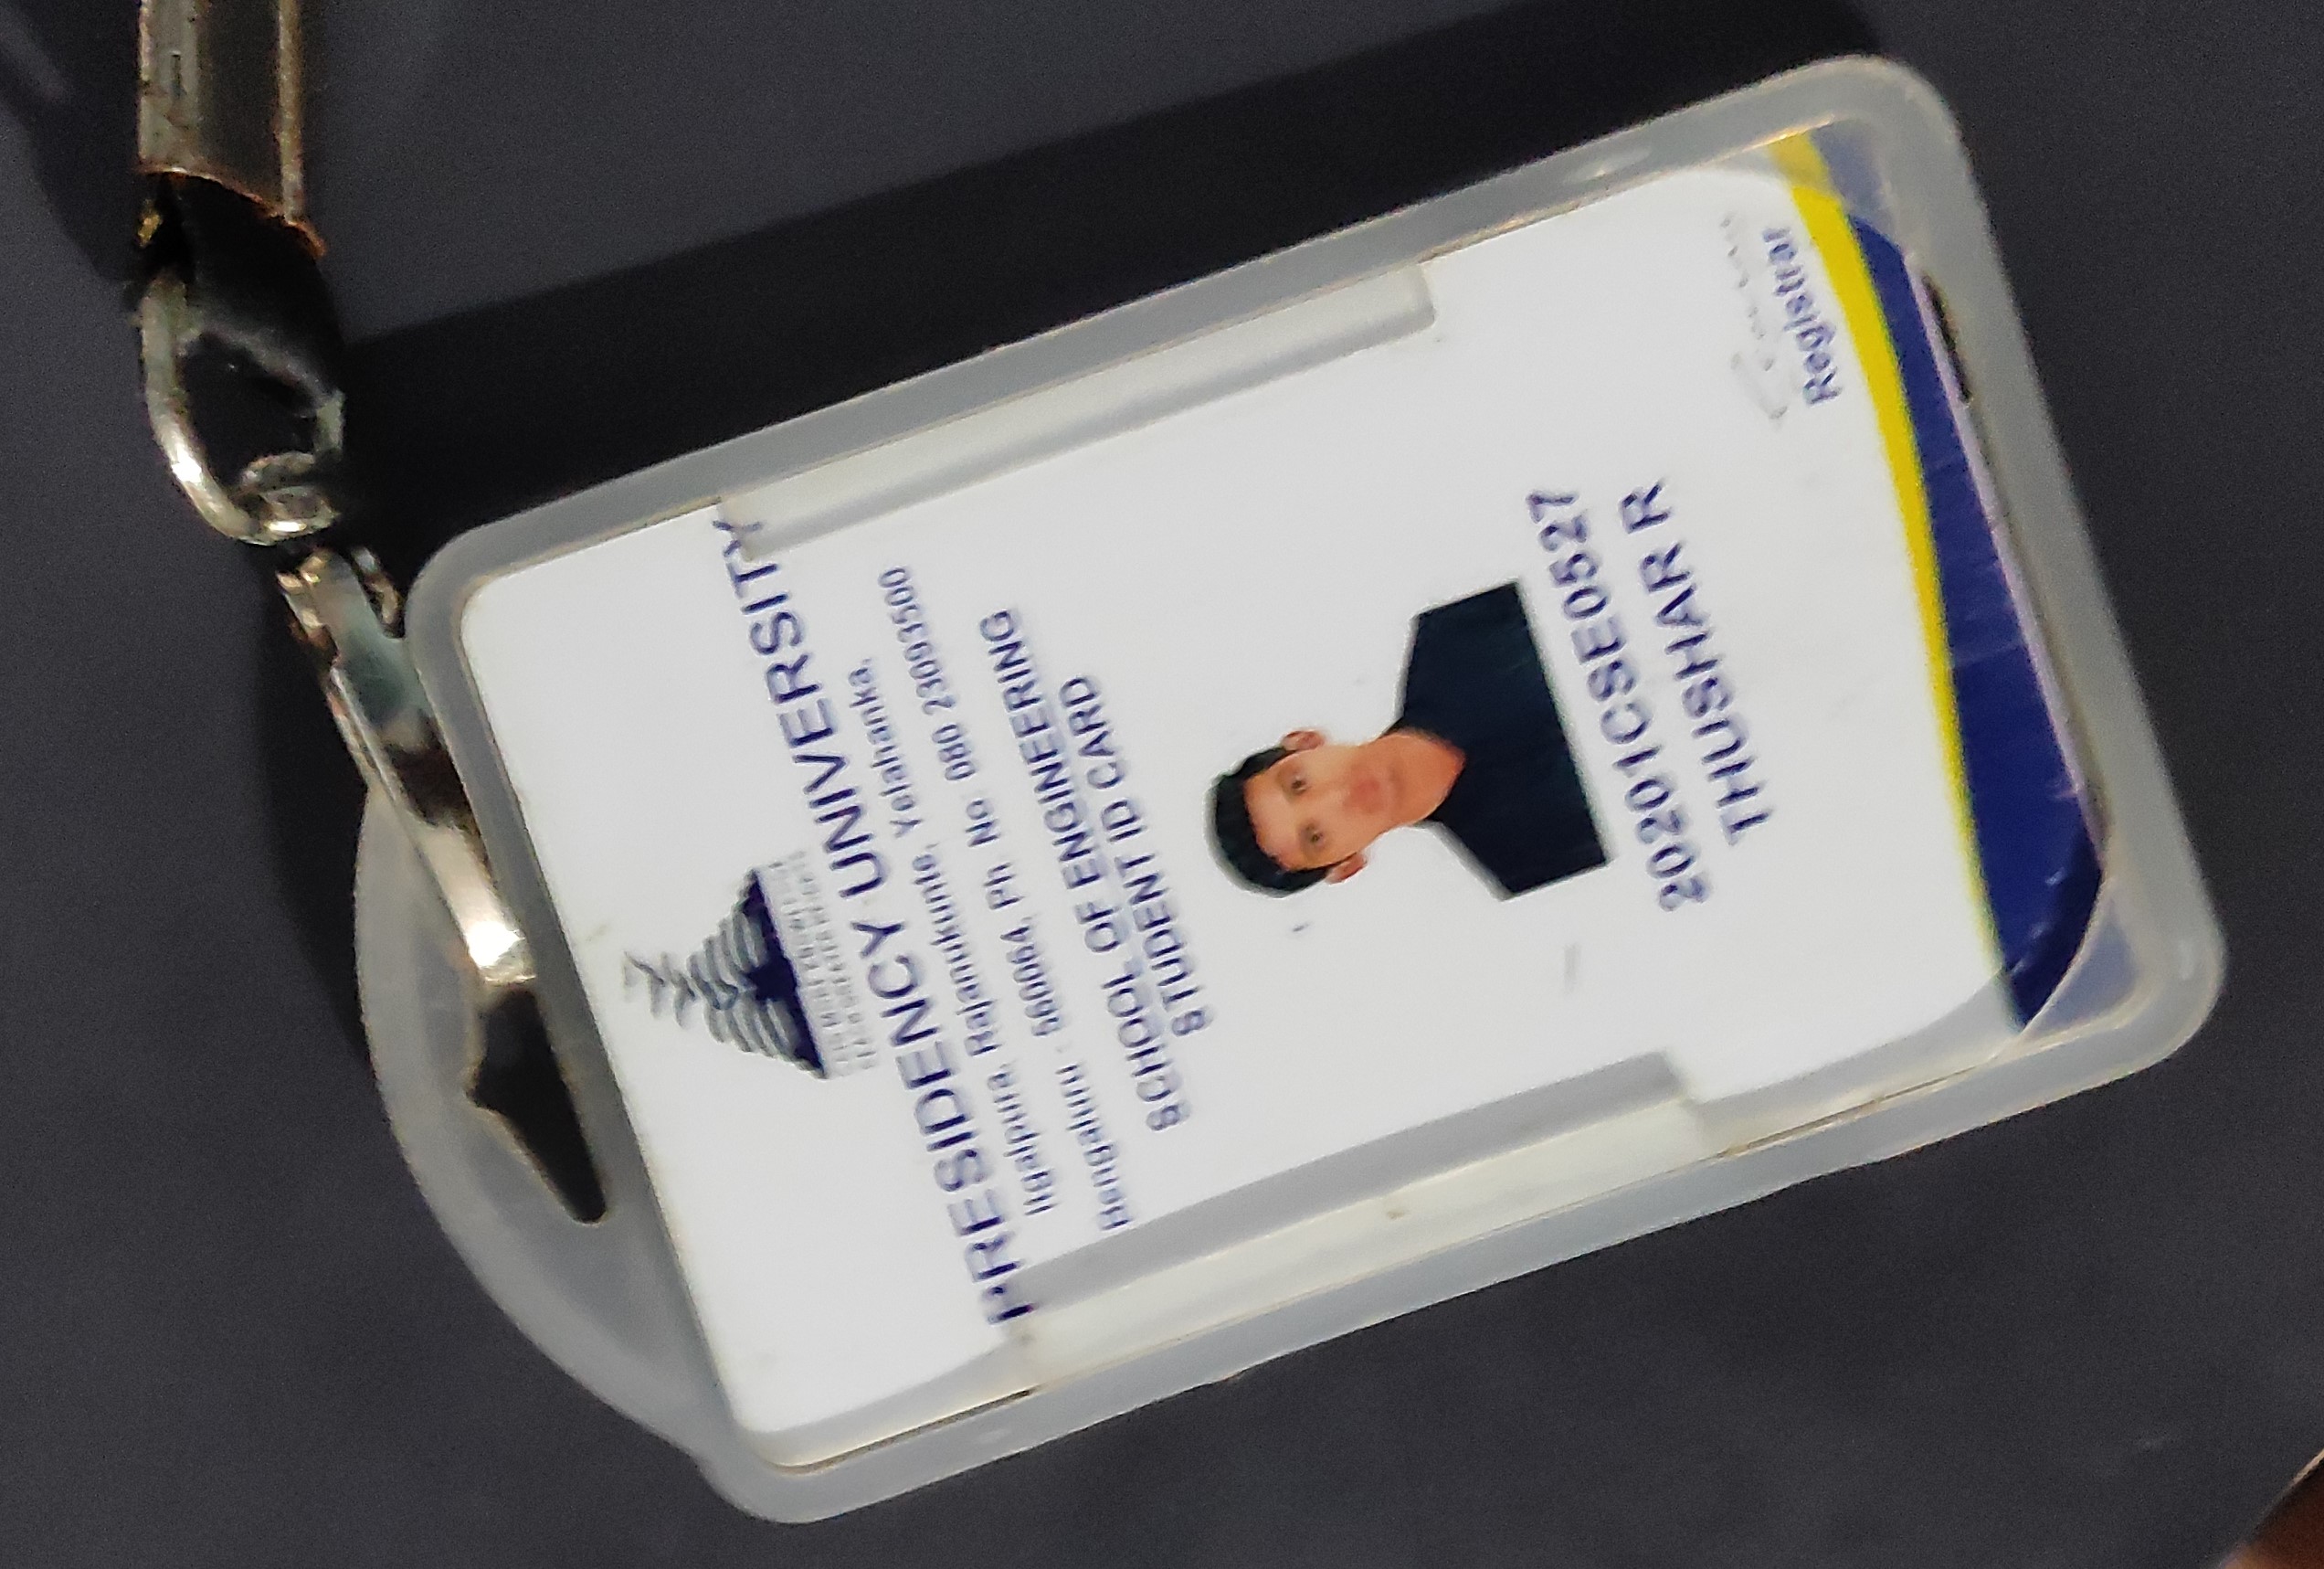 PRESIDENCY UNIVERSITY
Itgalpura, Rajanukunte, Yelahanka,
Bengaluru : 560064, Ph. No: 080 23093500
SCHOOL OF ENGINEERING
STUDENT ID CARD
20201CSE0527
THUSHAR R
Registrar